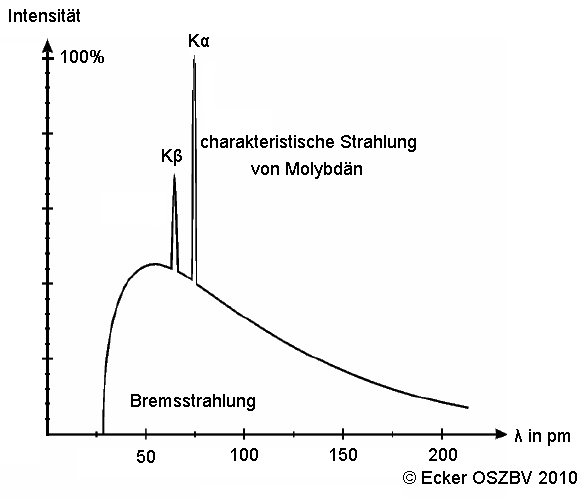 Intensität
100%
Kα
charakteristische Strahlung
von Molybdän
Kβ
Bremsstrahlung
50
100
150
200
λ in pm
© Ecker OSZBV 2010